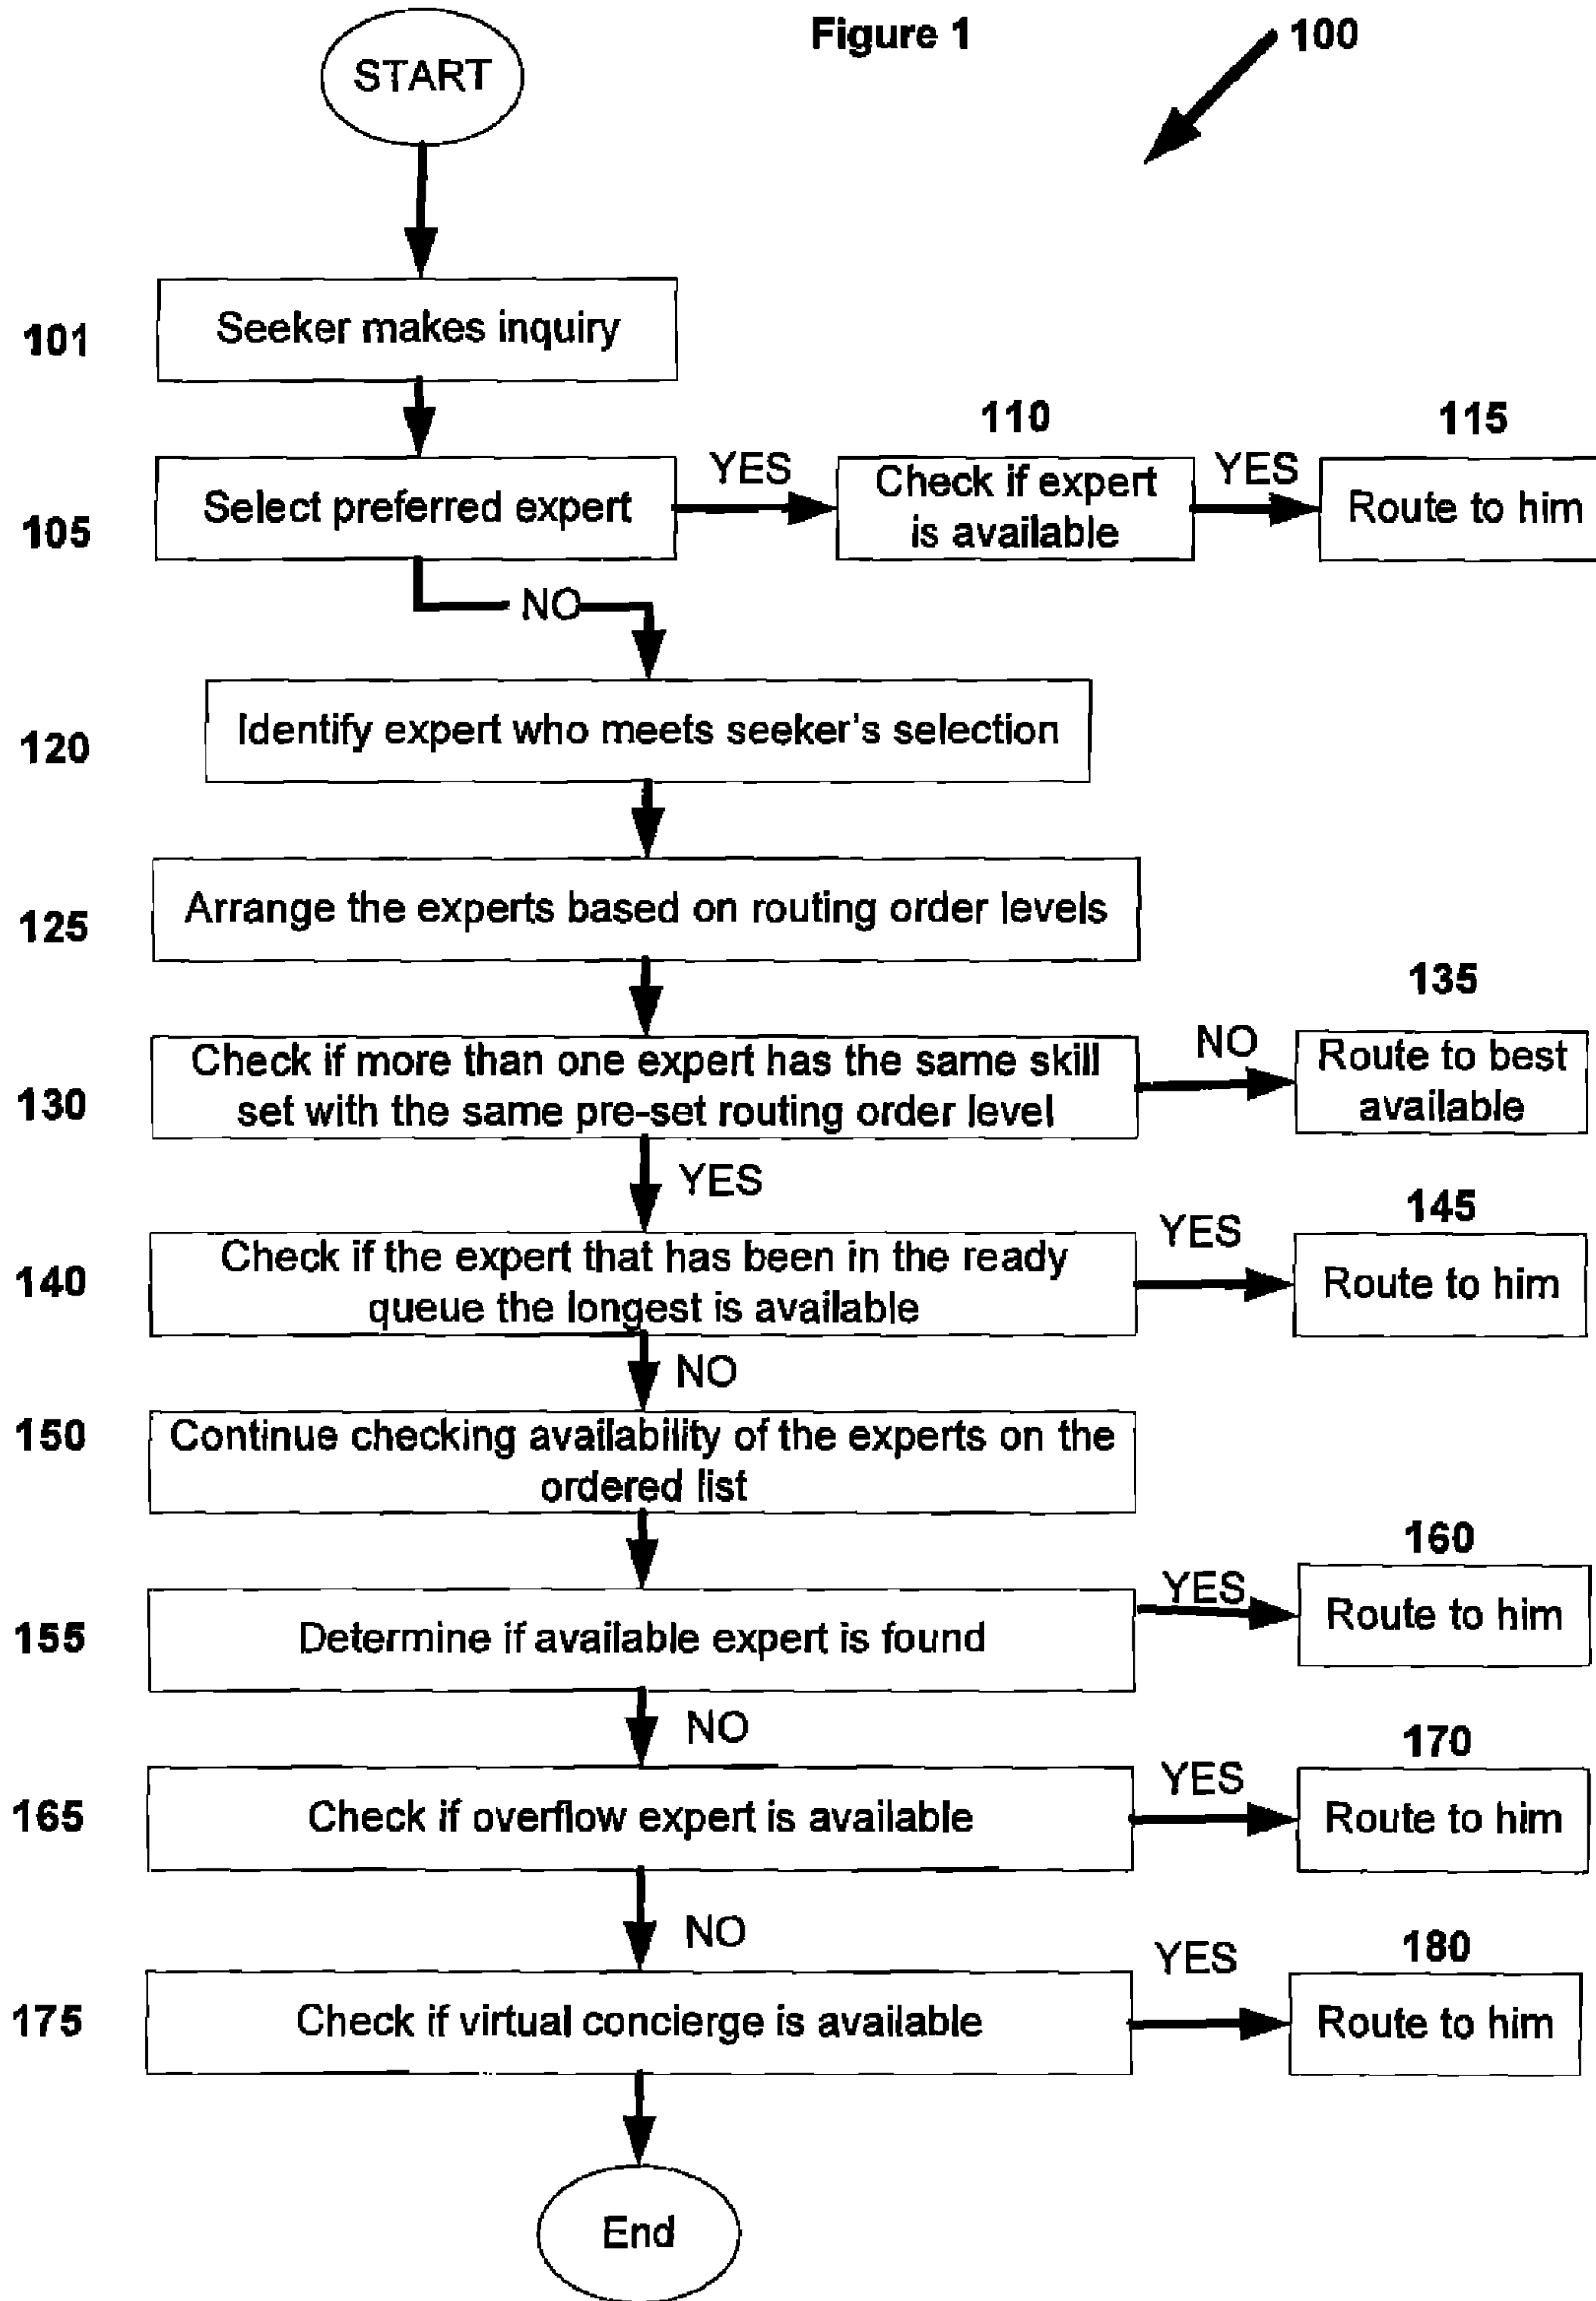 Figure 1
100
START
101
Seeker makes inquiry
110
115
105
Select preferred expert
YES
Check if expert
is available
YES
Route to him
NO
120
Identify expert who meets seeker's selection
125
Arrange the experts based on routing order levels
135
130
Check if more than one expert has the same skill
set with the same pre-set routing order level
NO
Route to best
available
YES
145
140
Check if the expert that has been in the ready
queue the longest is available
YES
Route to him
NO
150
Continue checking availability of the experts on the
ordered list
160
155
Determine if available expert is found
YES
Route to him
NO
170
165
Check if overflow expert is available
YES
Route to him
NO
180
175
Check if virtual concierge is available
YES
Route to him
End